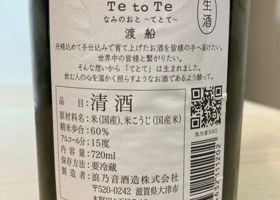 Te to Te
なみのおと～てとて～
生酒
渡船
丹精込めて手仕込みで醸したお酒を皆様の手へ届けたい。
世界中の皆様と繋がりたい。
そんな想いから「てとて」は生まれました。
飲む人の心を温かく照らすようなお酒であるよう願って。
品目：清酒
原材料名：米(国産)、米こうじ(国産米)
精米歩合：60%
アルコール分：15度
内容量：720ml
保存方法：要冷蔵
製造：浪乃音酒造株式会社
〒520-0242 滋賀県大津市
浪乃音SNS